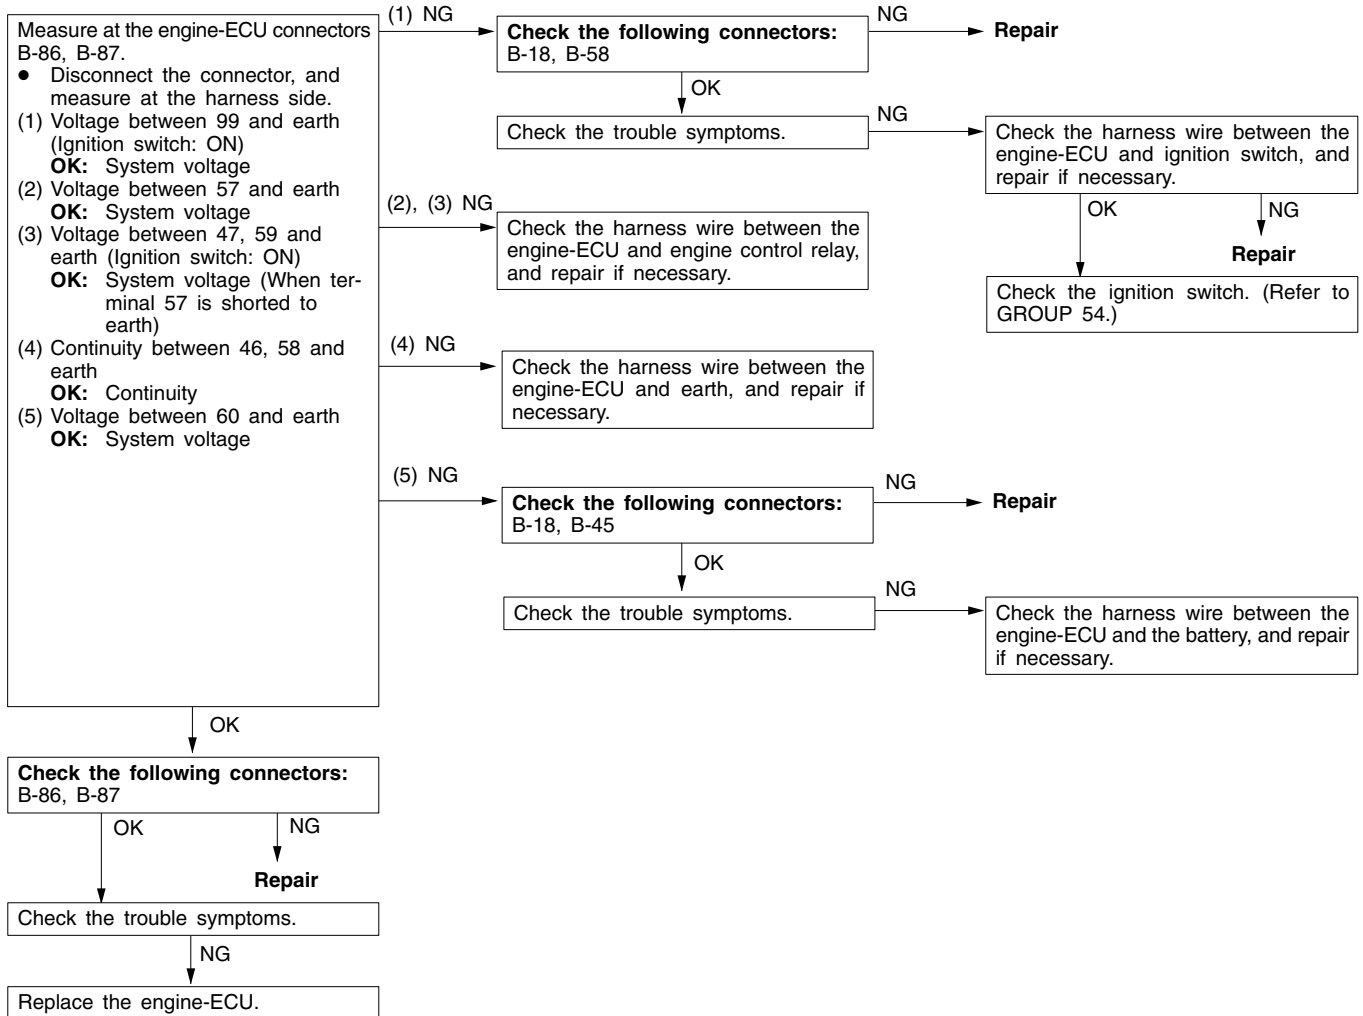 Measure at the engine-ECU connectors
B-86, B-87.
● Disconnect the connector, and
measure at the harness side.
(1) Voltage between 99 and earth
(Ignition switch: ON)
OK: System voltage
(2) Voltage between 57 and earth
OK: System voltage
(3) Voltage between 47, 59 and
earth (Ignition switch: ON)
OK: System voltage (When ter-
minal 57 is shorted to
earth)
(4) Continuity between 46, 58 and
earth
OK: Continuity
(5) Voltage between 60 and earth
OK: System voltage
(1) NG
Check the following connectors:
B-18, B-58
NG
Repair
OK
Check the trouble symptoms.
NG
Check the harness wire between the
engine-ECU and ignition switch, and
repair if necessary.
OK
NG
Repair
Check the ignition switch. (Refer to
GROUP 54.)
(2), (3) NG
Check the harness wire between the
engine-ECU and engine control relay,
and repair if necessary.
(4) NG
Check the harness wire between the
engine-ECU and earth, and repair if
necessary.
(5) NG
Check the following connectors:
B-18, B-45
NG
Repair
OK
Check the trouble symptoms.
NG
Check the harness wire between the
engine-ECU and the battery, and repair
if necessary.
OK
Check the following connectors:
B-86, B-87
OK
NG
Repair
Check the trouble symptoms.
NG
Replace the engine-ECU.